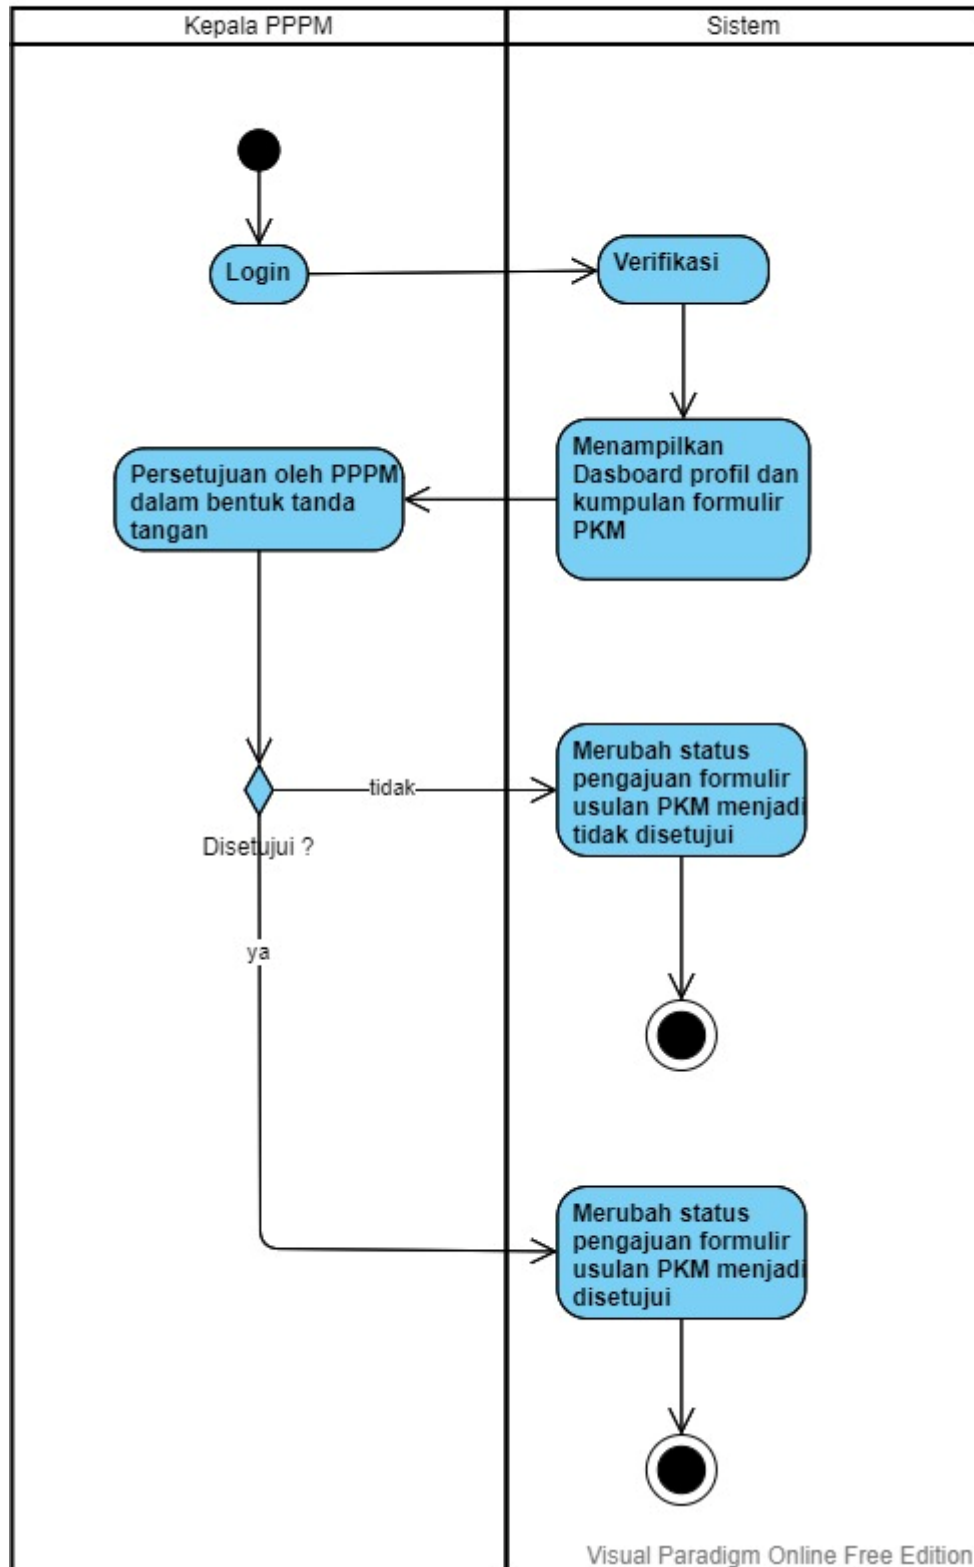 Kepala PPPM
Sistem
Login
Verifikasi
Menampilkan
Dasboard profil dan
kumpulan formulir
PKM
Persetujuan oleh PPPM
dalam bentuk tanda
tangan
tidak
Merubah status
pengajuan formulir
usulan PKM menjadi
tidak disetujui
Disetujui ?
ya
Merubah status
pengajuan formulir
usulan PKM menjadi
disetujui
Visual Paradigm Online Free Edition